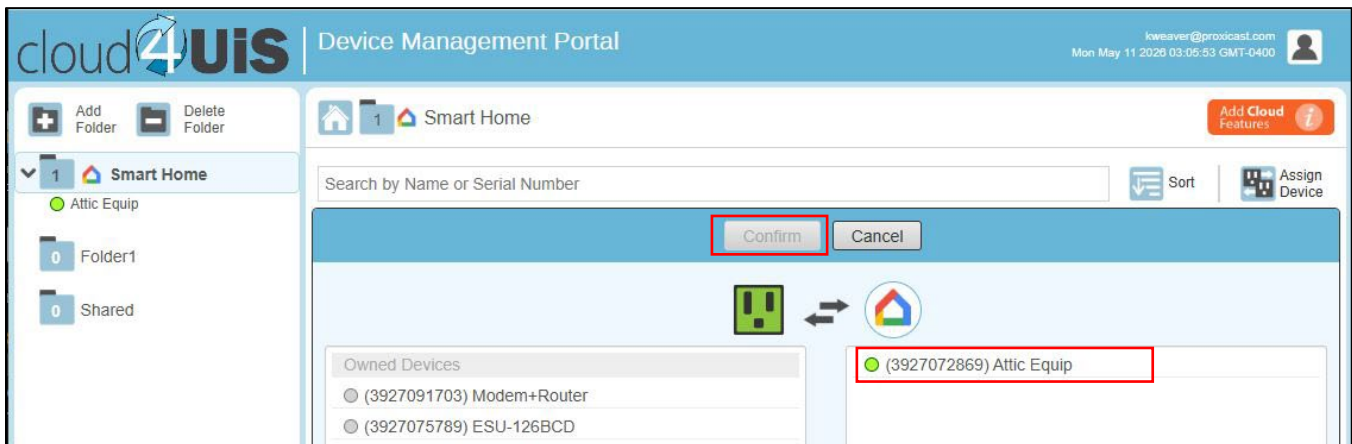 cloud4UiS
Device Management Portal
kweaver@proxicast.com
Mon May 11 2026 03:05:53 GMT-0400
Add
Folder
Delete
Folder
1 Smart Home
Attic Equip
0 Folder1
0 Shared
1 Smart Home
Add Cloud
Features i
Search by Name or Serial Number
Sort
Assign
Device
Confirm
Cancel
Owned Devices
(3927091703) Modem+Router
(3927075789) ESU-126BCD
(3927072869) Attic Equip